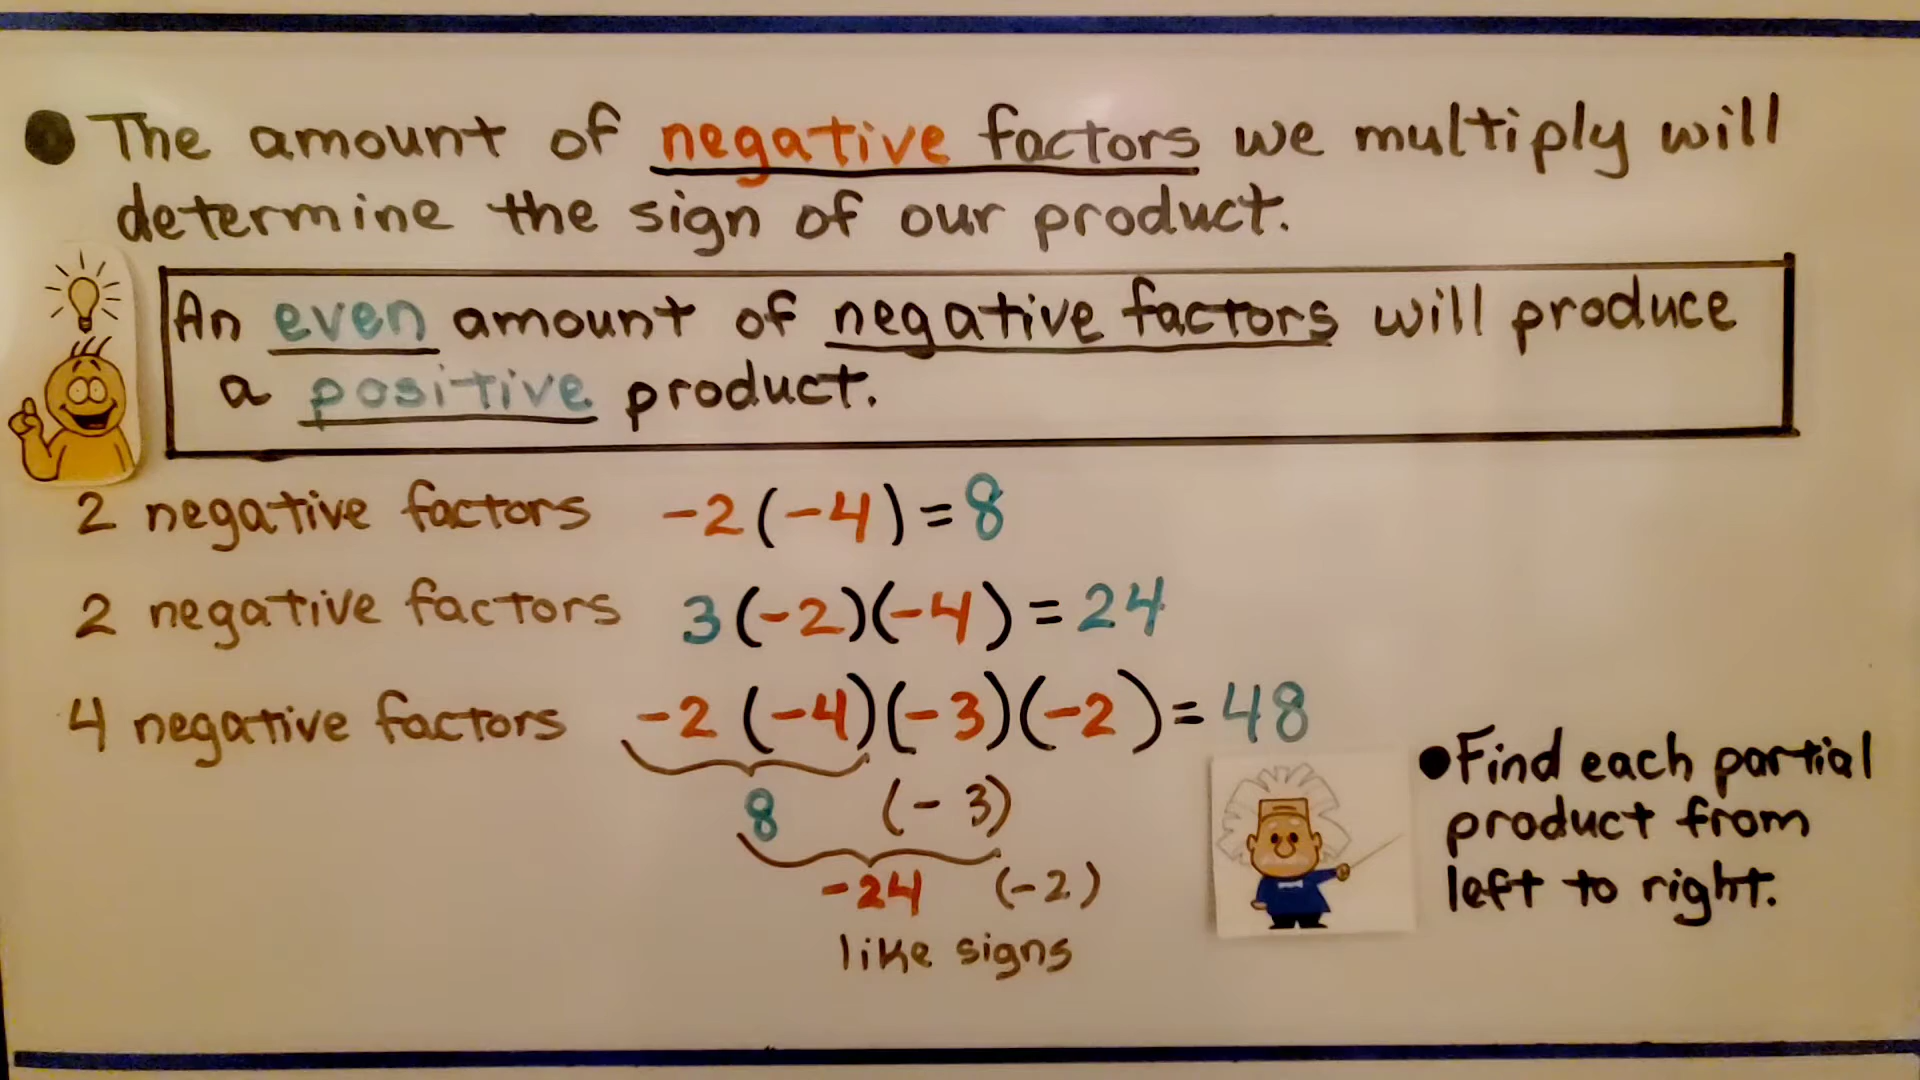 ● The amount of negative factors we multiply will
determine the sign of our product.
An even amount of negative factors will produce
a positive product.
2 negative factors -2(-4)=8
2 negative factors 3(-2)(-4)=24
4 negative factors -2(-4)(-3)(-2)=48
8 (-3)
-24 (-2)
like signs
●Find each partial
product from
left to right.